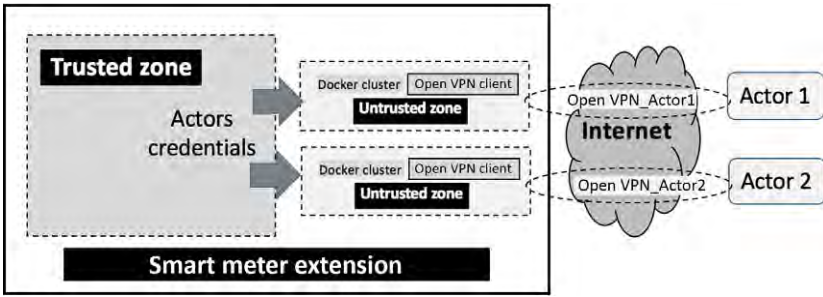 Trusted zone
Actors
credentials
Docker cluster Open VPN client
Untrusted zone
Docker cluster Open VPN client
Untrusted zone
Smart meter extension
Open VPN_Actor1
Internet
Open VPN_Actor2
Actor 1
Actor 2